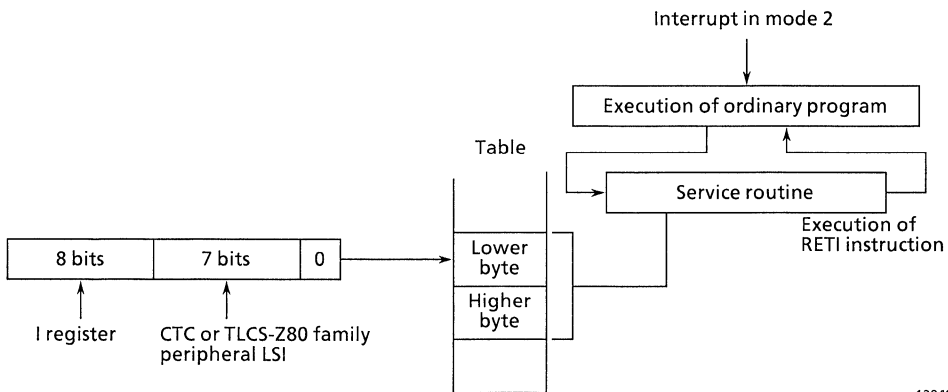 Interrupt in mode 2
Execution of ordinary program
Table
Service routine
Execution of
RETI instruction
8 bits
7 bits
0
Lower
byte
Higher
byte
I register
CTC or TLCS-Z80 family
peripheral LSI